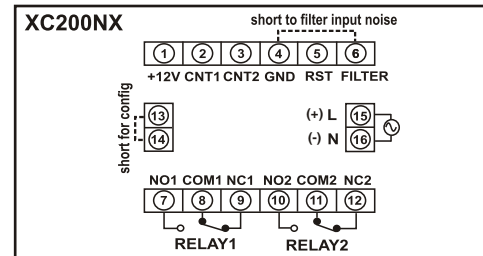 XC200NX
short to filter input noise
1 2 3 4 5 6
+12V CNT1 CNT2 GND RST FILTER
short for config
13
14
(+) L 15
(-) N 16
NO1 COM1 NC1 NO2 COM2 NC2
7 8 9 10 11 12
RELAY1 RELAY2